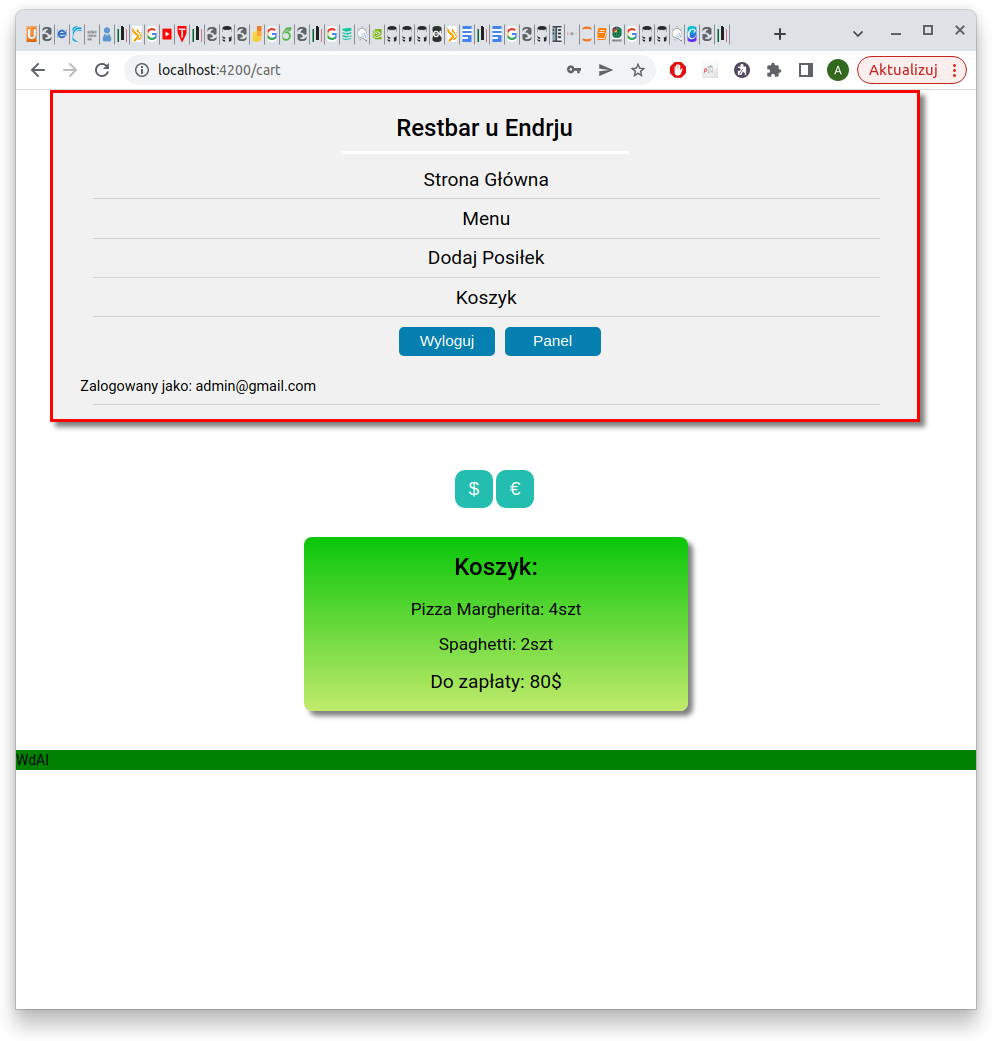 localhost:4200/cart
A
Aktualizuj
Restbar u Endrju
Strona Główna
Menu
Dodaj Posiłek
Koszyk
Wyloguj Panel
Zalogowany jako: admin@gmail.com
$ €
Koszyk:
Pizza Margherita: 4szt
Spaghetti: 2szt
Do zapłaty: 80$
WdAI